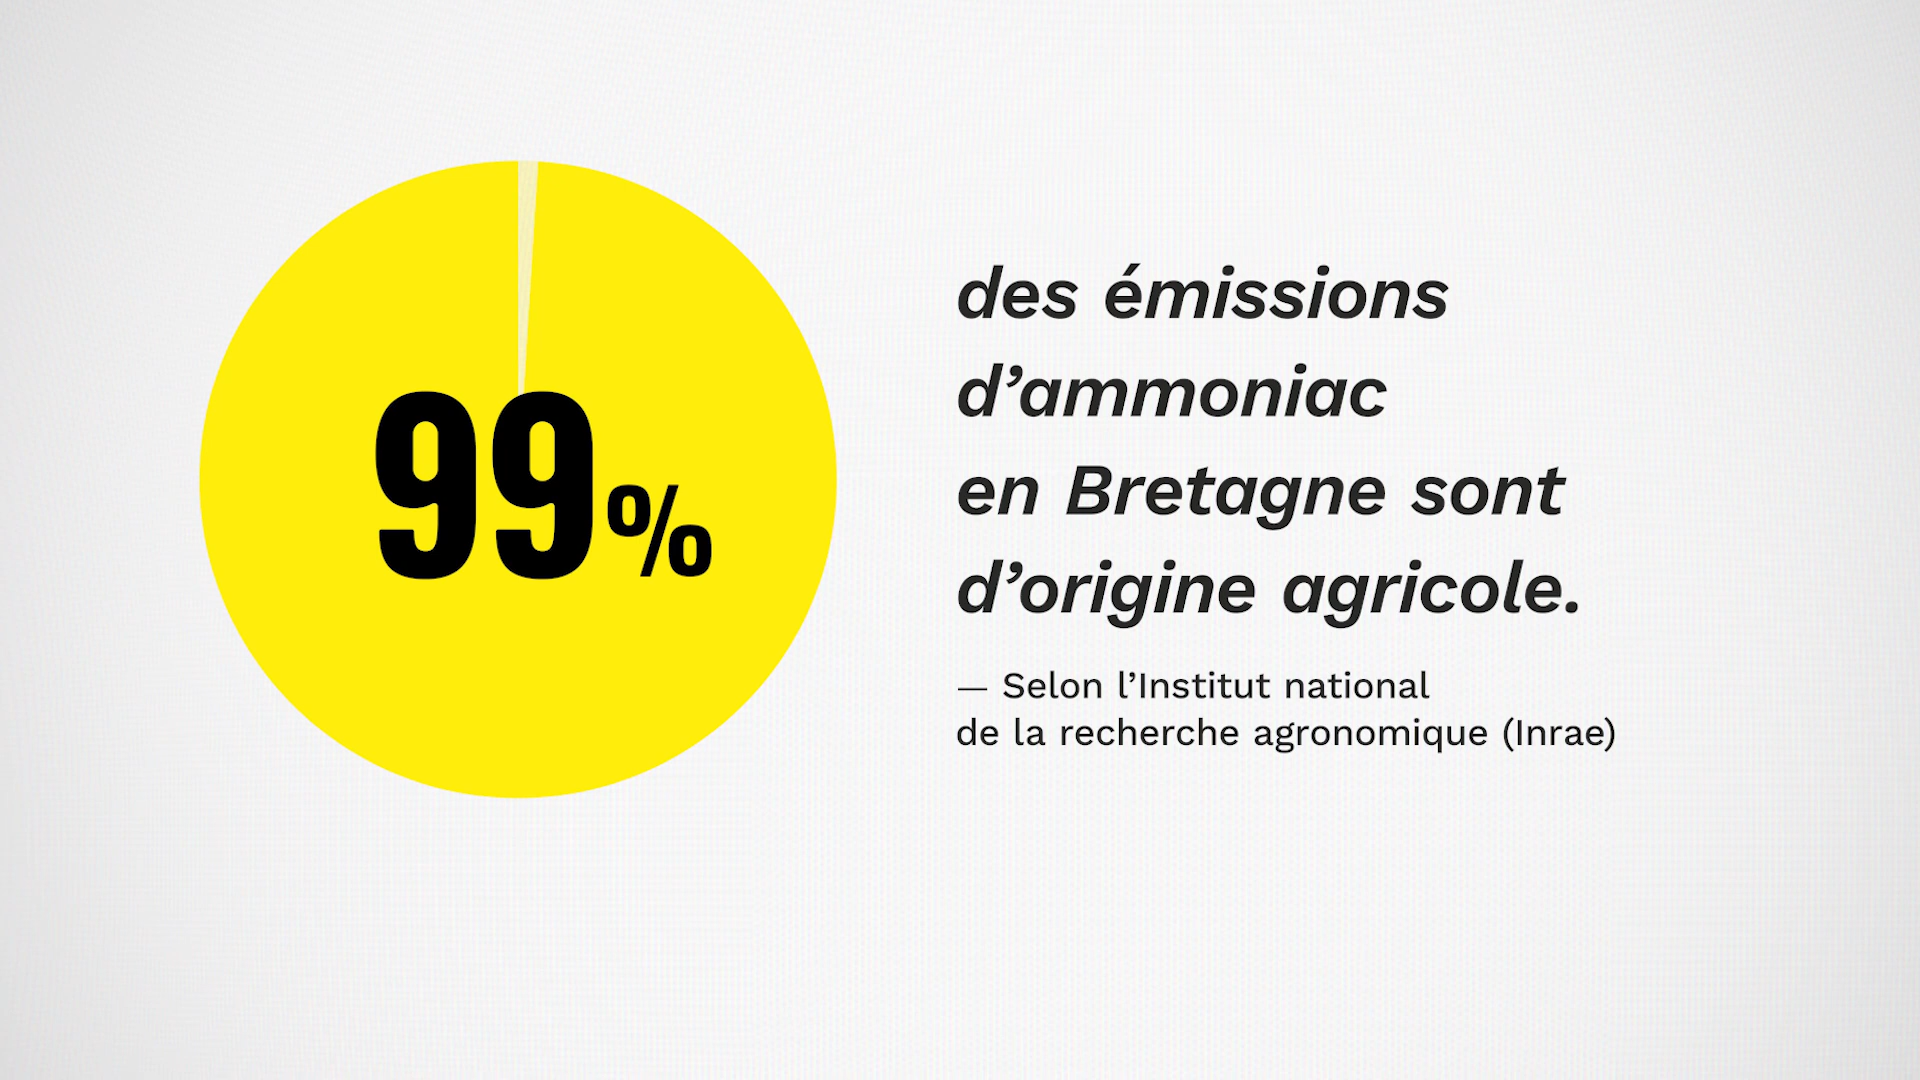 99%
des émissions
d’ammoniac
en Bretagne sont
d’origine agricole.
— Selon l’Institut national
de la recherche agronomique (Inrae)